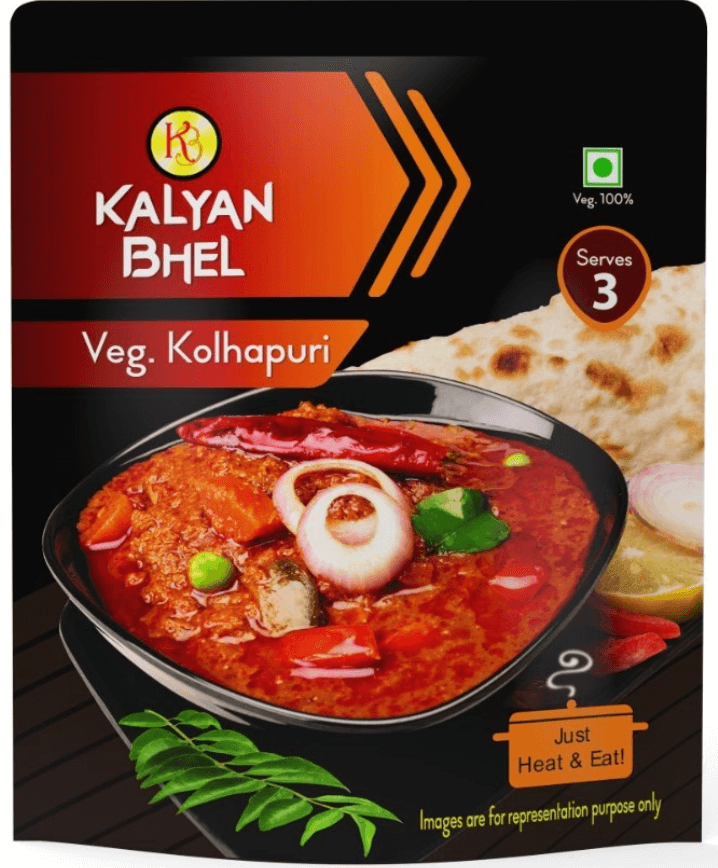 KB
KALYAN
BHEL
Veg. 100%
Serves
3
Veg. Kolhapuri
Just
Heat & Eat!
Images are for representation purpose only